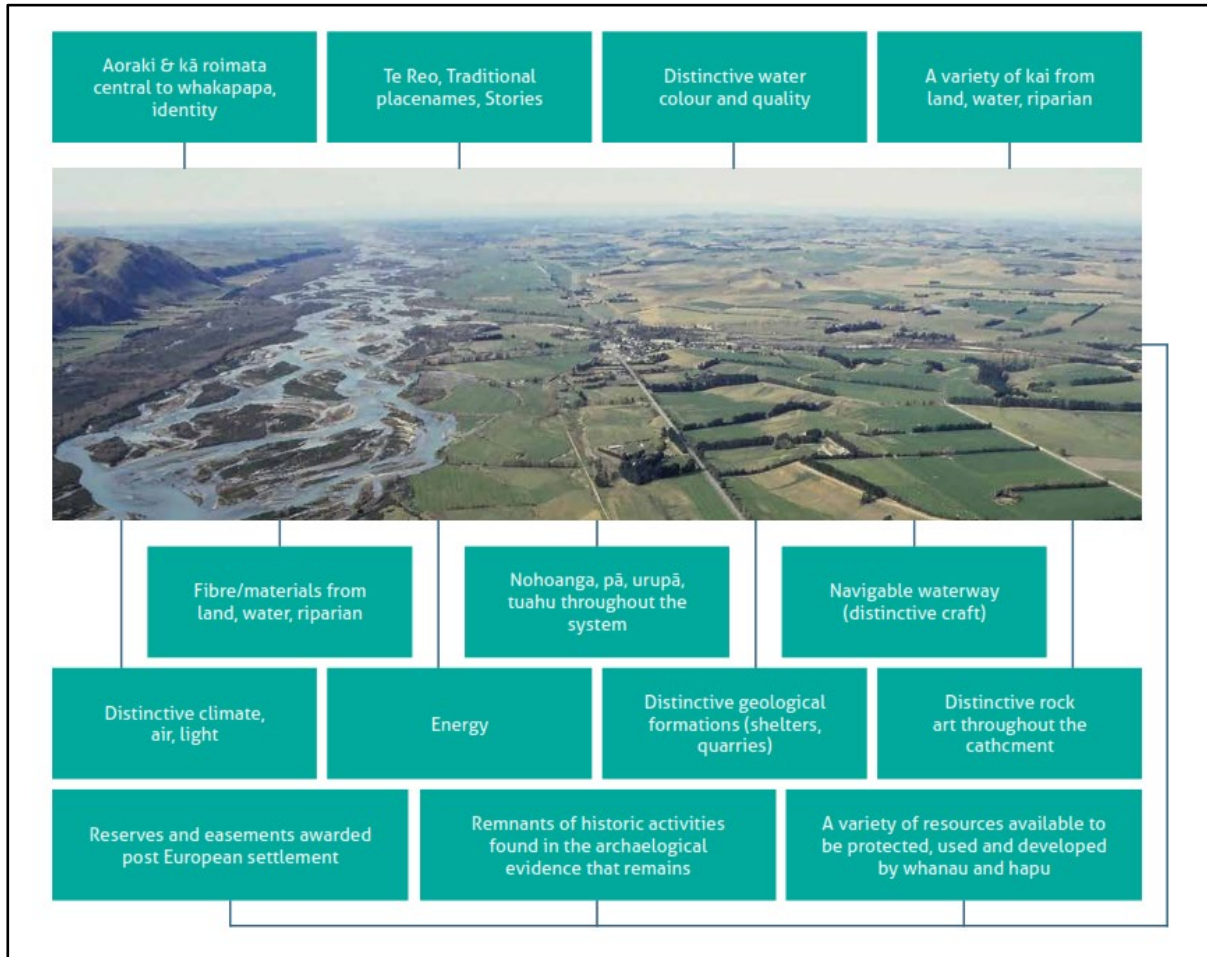 Aoraki & kā roimata
central to whakapapa,
identity
Te Reo, Traditional
placenames, Stories
Distinctive water
colour and quality
A variety of kai from
land, water, riparian
Fibre/materials from
land, water, riparian
Nohoanga, pā, urupā,
tuahu throughout the
system
Navigable waterway
(distinctive craft)
Distinctive climate,
air, light
Energy
Distinctive geological
formations (shelters,
quarries)
Distinctive rock
art throughout the
cathcment
Reserves and easements awarded
post European settlement
Remnants of historic activities
found in the archaelogical
evidence that remains
A variety of resources available to
be protected, used and developed
by whanau and hapu